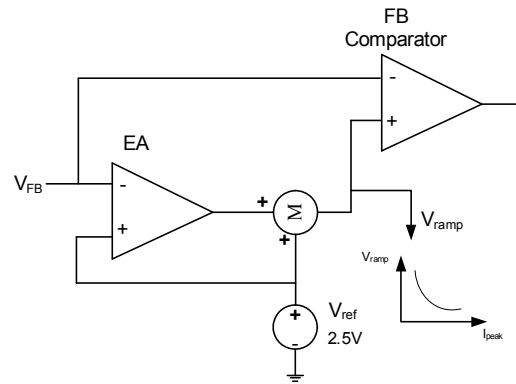 FB
Comparator
-
+
EA
V_FB
-
+
+
M
+
V_ramp
+
-
V_ref
2.5V
V_ramp
I_peak